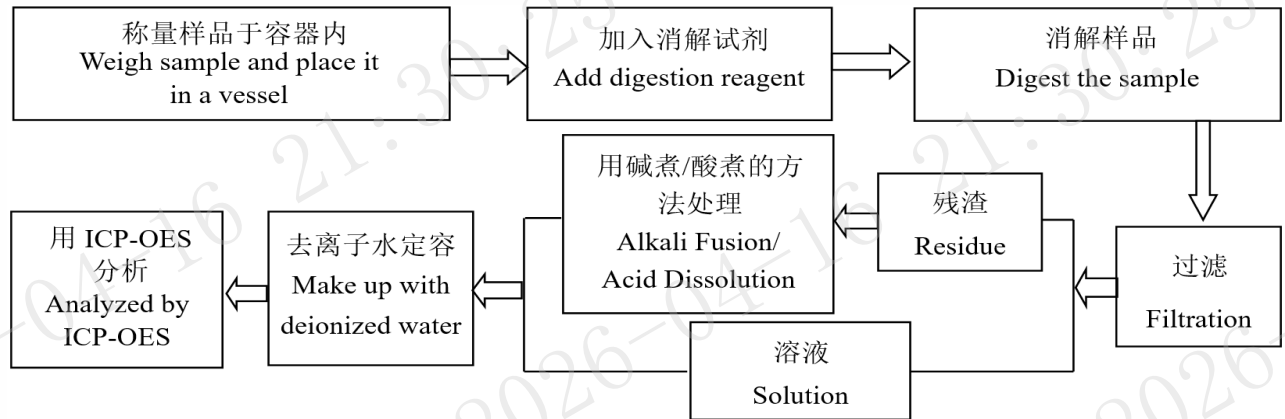 称量样品于容器内
Weigh sample and place it
in a vessel
加入消解试剂
Add digestion reagent
消解样品
Digest the sample
过滤
Filtration
残渣
Residue
用碱煮/酸煮的方
法处理
Alkali Fusion/
Acid Dissolution
溶液
Solution
去离子水定容
Make up with
deionized water
用 ICP-OES
分析
Analyzed by
ICP-OES